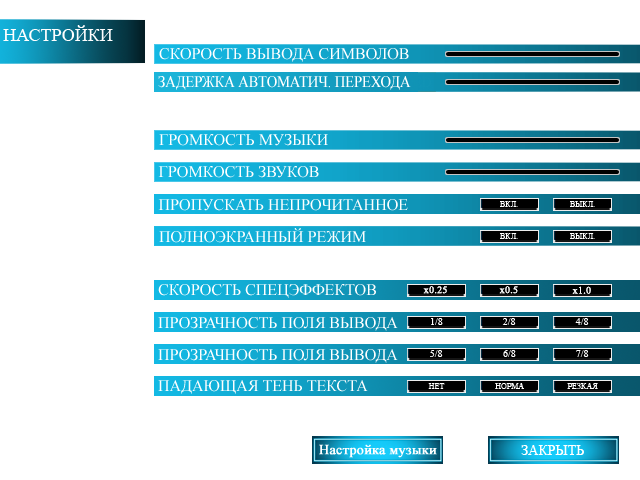 НАСТРОЙКИ
СКОРОСТЬ ВЫВОДА СИМВОЛОВ
ЗАДЕРЖКА АВТОМАТИЧ. ПЕРЕХОДА
ГРОМКОСТЬ МУЗЫКИ
ГРОМКОСТЬ ЗВУКОВ
ПРОПУСКАТЬ НЕПРОЧИТАННОЕ ВКЛ. ВЫКЛ.
ПОЛНОЭКРАННЫЙ РЕЖИМ ВКЛ. ВЫКЛ.
СКОРОСТЬ СПЕЦЭФФЕКТОВ x0.25 x0.5 x1.0
ПРОЗРАЧНОСТЬ ПОЛЯ ВЫВОДА 1/8 2/8 4/8
ПРОЗРАЧНОСТЬ ПОЛЯ ВЫВОДА 5/8 6/8 7/8
ПАДАЮЩАЯ ТЕНЬ ТЕКСТА НЕТ НОРМА РЕЗКАЯ
Настройка музыки ЗАКРЫТЬ